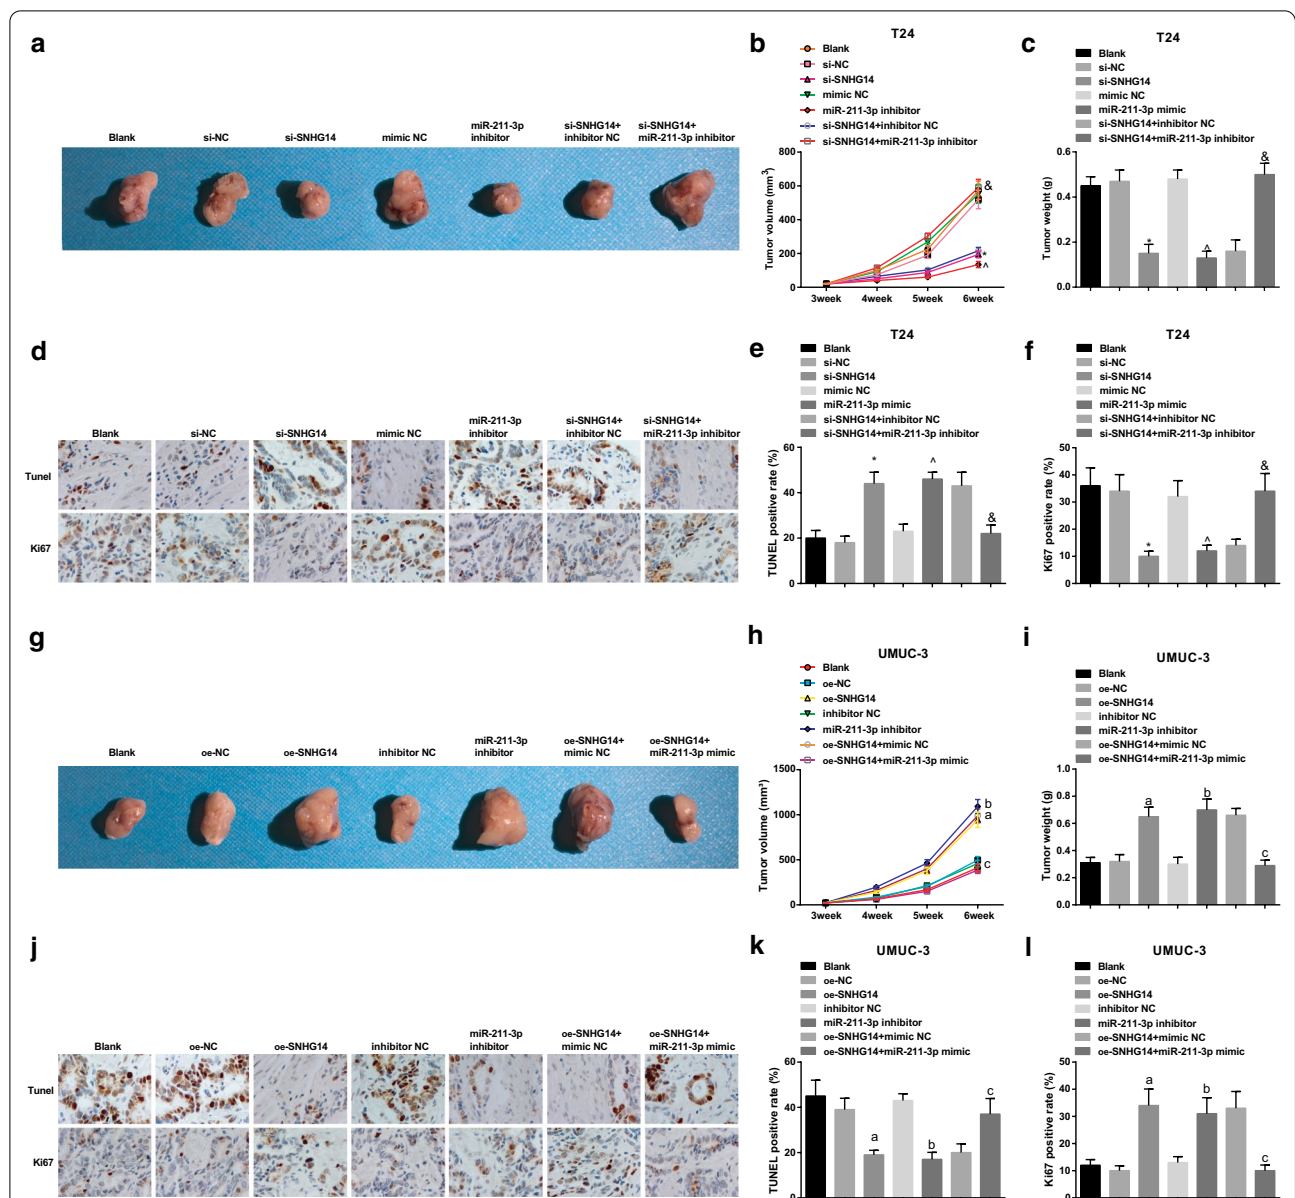 a
Blank
si-NC
si-SNHG14
mimic NC
miR-211-3p
inhibitor
si-SNHG14+
inhibitor NC
si-SNHG14+
miR-211-3p inhibitor
b
T24
Blank
si-NC
si-SNHG14
mimic NC
miR-211-3p inhibitor
si-SNHG14+inhibitor NC
si-SNHG14+miR-211-3p inhibitor
Tumor volume (mm³)
800
600
400
200
0
3week 4week 5week 6week
&
*
^
c
T24
Blank
si-NC
si-SNHG14
mimic NC
miR-211-3p mimic
si-SNHG14+inhibitor NC
si-SNHG14+miR-211-3p inhibitor
Tumor weight (g)
0.6
0.4
0.2
0.0
*
^
&
d
Blank
si-NC
si-SNHG14
mimic NC
miR-211-3p
inhibitor
si-SNHG14+
inhibitor NC
si-SNHG14+
miR-211-3p inhibitor
Tunel
Ki67
e
T24
Blank
si-NC
si-SNHG14
mimic NC
miR-211-3p mimic
si-SNHG14+inhibitor NC
si-SNHG14+miR-211-3p inhibitor
TUNEL positive rate (%)
60
40
20
0
*
^
&
f
T24
Blank
si-NC
si-SNHG14
mimic NC
miR-211-3p mimic
si-SNHG14+inhibitor NC
si-SNHG14+miR-211-3p inhibitor
Ki67 positive rate (%)
50
40
30
20
10
0
*
^
&
g
Blank
oe-NC
oe-SNHG14
inhibitor NC
miR-211-3p
inhibitor
oe-SNHG14+
mimic NC
oe-SNHG14+
miR-211-3p mimic
h
UMUC-3
Blank
oe-NC
oe-SNHG14
inhibitor NC
miR-211-3p inhibitor
oe-SNHG14+mimic NC
oe-SNHG14+miR-211-3p mimic
Tumor volume (mm³)
1500
1000
500
0
3week 4week 5week 6week
b
a
c
i
UMUC-3
Blank
oe-NC
oe-SNHG14
inhibitor NC
miR-211-3p inhibitor
oe-SNHG14+mimic NC
oe-SNHG14+miR-211-3p mimic
Tumor weight (g)
1.0
0.8
0.6
0.4
0.2
0.0
a
b
c
j
Blank
oe-NC
oe-SNHG14
inhibitor NC
miR-211-3p
inhibitor
oe-SNHG14+
mimic NC
oe-SNHG14+
miR-211-3p mimic
Tunel
Ki67
k
UMUC-3
Blank
oe-NC
oe-SNHG14
inhibitor NC
miR-211-3p inhibitor
oe-SNHG14+mimic NC
oe-SNHG14+miR-211-3p mimic
TUNEL positive rate (%)
60
40
20
0
a
b
c
l
UMUC-3
Blank
oe-NC
oe-SNHG14
inhibitor NC
miR-211-3p inhibitor
oe-SNHG14+mimic NC
oe-SNHG14+miR-211-3p mimic
Ki67 positive rate (%)
50
40
30
20
10
0
a
b
c